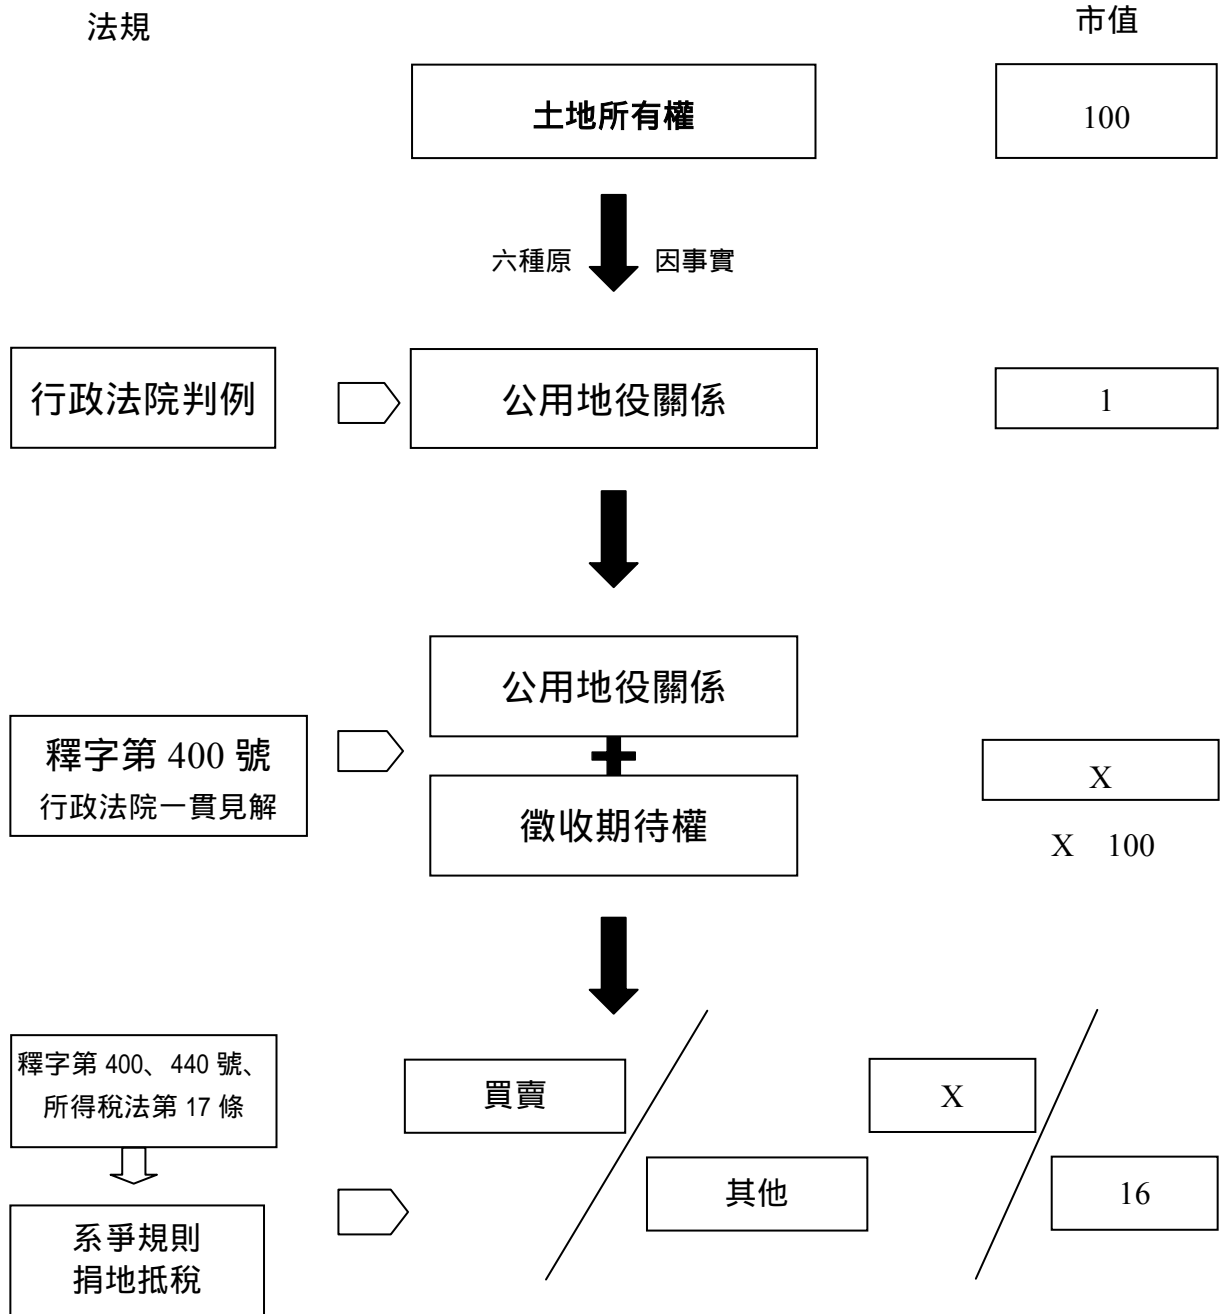 法規
市值
土地所有權
100
六種原 因事實
行政法院判例
公用地役關係
1
公用地役關係
釋字第 400 號
行政法院一貫見解
徵收期待權
X
X 100
釋字第 400、440 號、
所得稅法第 17 條
買賣
X
其他
16
系爭規則
捐地抵稅